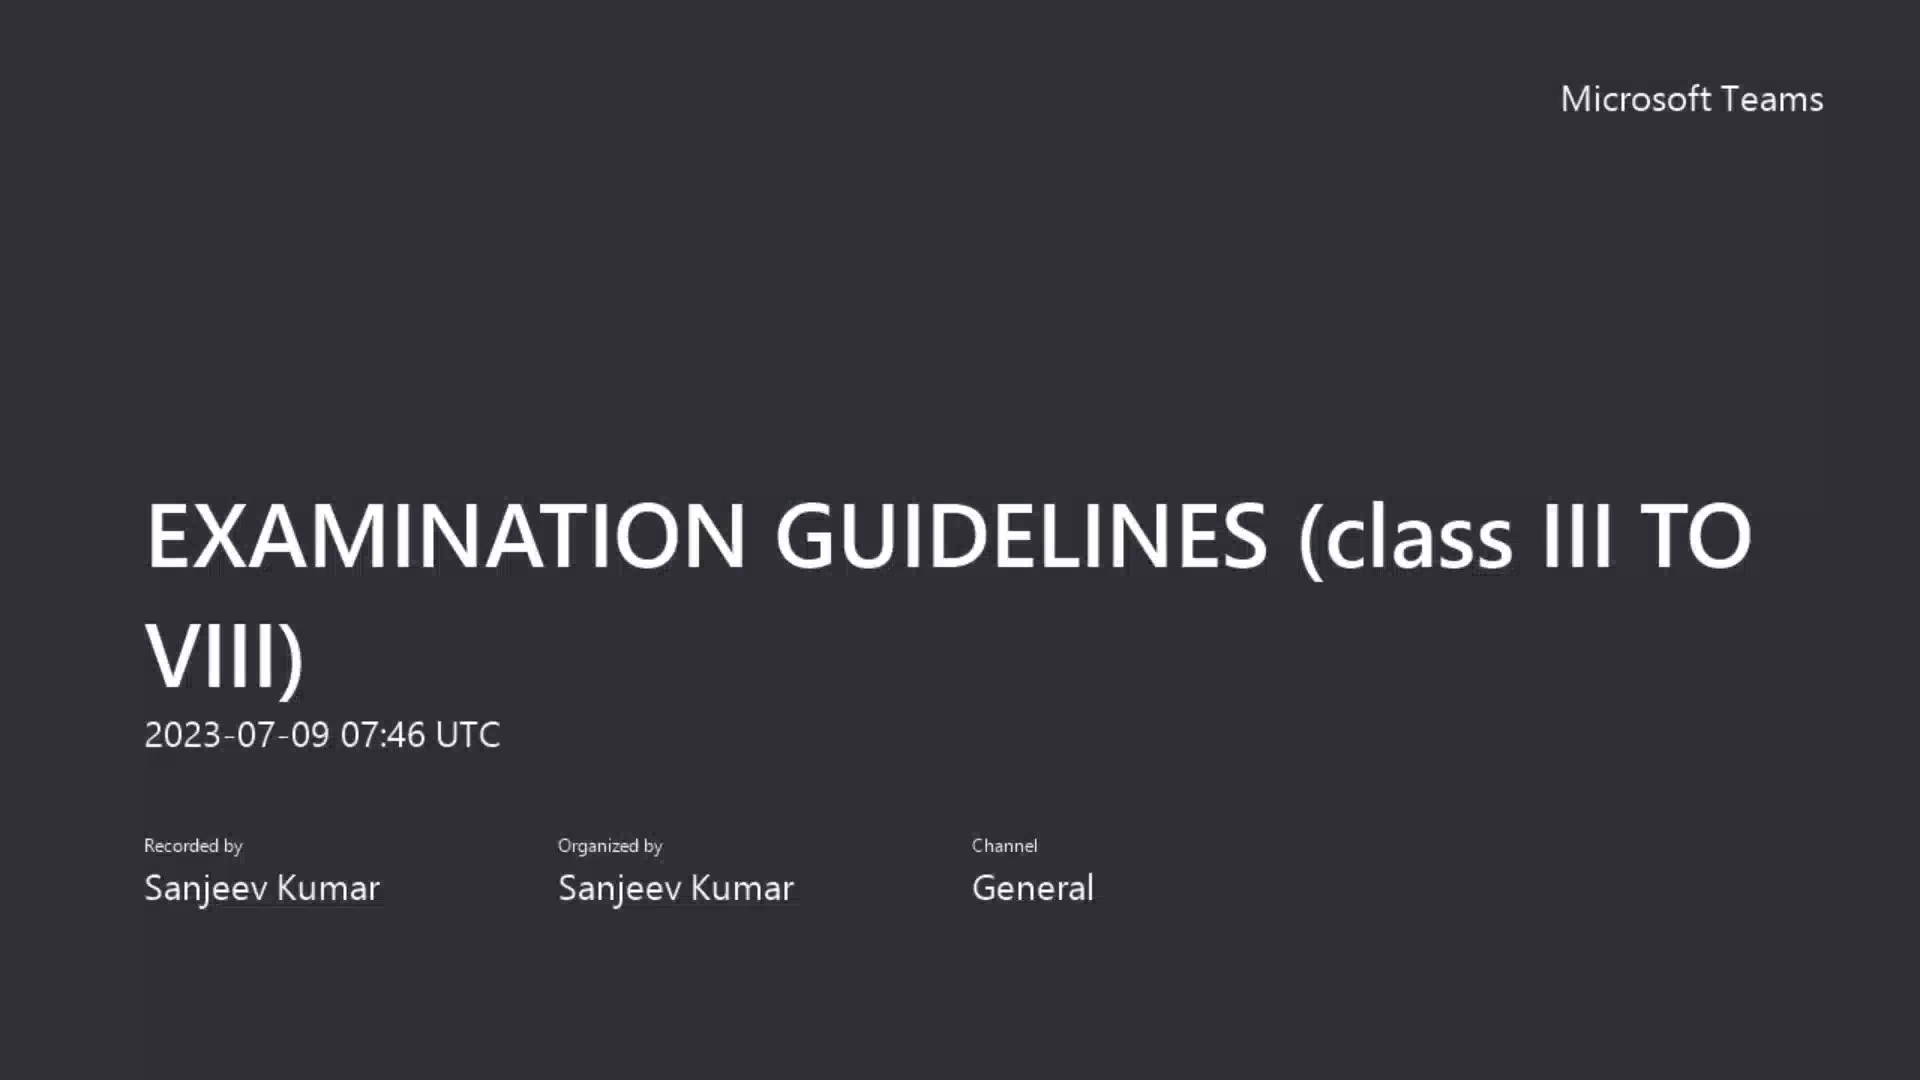 Microsoft Teams
EXAMINATION GUIDELINES (class III TO
VIII)
2023-07-09 07:46 UTC
Recorded by
Sanjeev Kumar
Organized by
Sanjeev Kumar
Channel
General